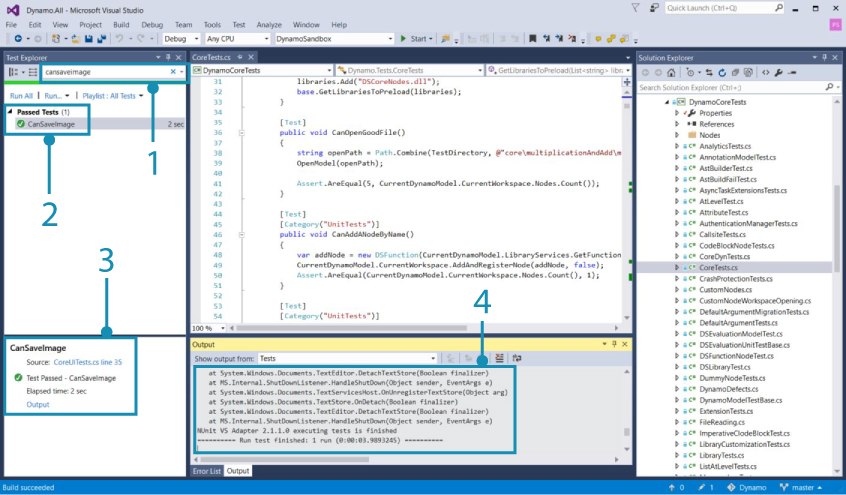 Dynamo.All - Microsoft Visual Studio
Quick Launch (Ctrl+Q)
File Edit View Project Build Debug Team Tools Test Analyze Window Help
PS
Debug Any CPU DynamoSandbox Start
Test Explorer
cansaveimage
Run All | Run... | Playlist : All Tests
Passed Tests (1)
CanSaveImage 2 sec
1
2
3
CanSaveImage
Source: CoreUITests.cs line 35
Test Passed - CanSaveImage
Elapsed time: 2 sec
Output
CoreTests.cs
DynamoCoreTests Dynamo.Tests.CoreTests GetLibrariesToPreload(List<string> libr
31 libraries.Add("DSCoreNodes.dll");
32 base.GetLibrariesToPreload(libraries);
33 }
34
35 [Test]
36 public void CanOpenGoodFile()
37 {
38 string openPath = Path.Combine(TestDirectory, @"core\multiplicationAndAdd\m
39 OpenModel(openPath);
40
41 Assert.AreEqual(5, CurrentDynamoModel.CurrentWorkspace.Nodes.Count());
42 }
43
44 [Test]
45 [Category("UnitTests")]
46 public void CanAddANodeByName()
47 {
48 var addNode = new DSFunction(CurrentDynamoModel.LibraryServices.GetFunction
49 CurrentDynamoModel.CurrentWorkspace.AddAndRegisterNode(addNode, false);
50 Assert.AreEqual(CurrentDynamoModel.CurrentWorkspace.Nodes.Count(), 1);
51 }
52
53 [Test]
54 [Category("UnitTests")]
100 %
4
Output
Show output from: Tests
at System.Windows.Documents.TextEditor.DetachTextStore(Boolean finalizer)
at MS.Internal.ShutDownListener.HandleShutDown(Object sender, EventArgs e)
at System.Windows.Documents.TextServicesHost.OnUnregisterTextStore(Object arg)
at System.Windows.Documents.TextStore.OnDetach(Boolean finalizer)
at System.Windows.Documents.TextEditor.DetachTextStore(Boolean finalizer)
at MS.Internal.ShutDownListener.HandleShutDown(Object sender, EventArgs e)
NUnit VS Adapter 2.1.1.0 executing tests is finished
========== Run test finished: 1 run (0:00:03.9893245) ==========
Error List Output
Solution Explorer
Search Solution Explorer (Ctrl+;)
DynamoCoreTests
Properties
References
Nodes
AnalyticsTests.cs
AnnotationModelTest.cs
AstBuilderTest.cs
AstBuildFailTest.cs
AsyncTaskExtensionsTests.cs
AtLevelTest.cs
AttributeTest.cs
AuthenticationManagerTests.cs
CallsiteTests.cs
CodeBlockNodeTests.cs
CoreDynTests.cs
CoreTests.cs
CrashProtectionTests.cs
CustomNodes.cs
CustomNodeWorkspaceOpening.cs
DefaultArgumentMigrationTests.cs
DefaultArgumentTests.cs
DSEvaluationModelTest.cs
DSEvaluationUnitTestBase.cs
DSFunctionNodeTest.cs
DSLibraryTest.cs
DummyNodeTests.cs
DynamoDefects.cs
DynamoModelTestBase.cs
ExtensionTests.cs
FileReading.cs
ImperativeClodeBlockTest.cs
LibraryCustomizationTests.cs
LibraryTests.cs
ListAtLevelTests.cs
Build succeeded
0 1 Dynamo master